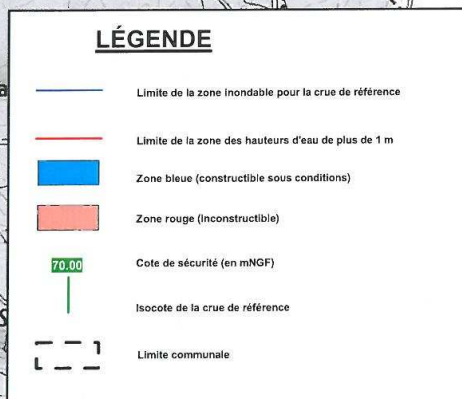 LÉGENDE
Limite de la zone inondable pour la crue de référence
Limite de la zone des hauteurs d'eau de plus de 1 m
Zone bleue (constructible sous conditions)
Zone rouge (Inconstructible)
70.00 Cote de sécurité (en mNGF)
Isocote de la crue de référence
Limite communale